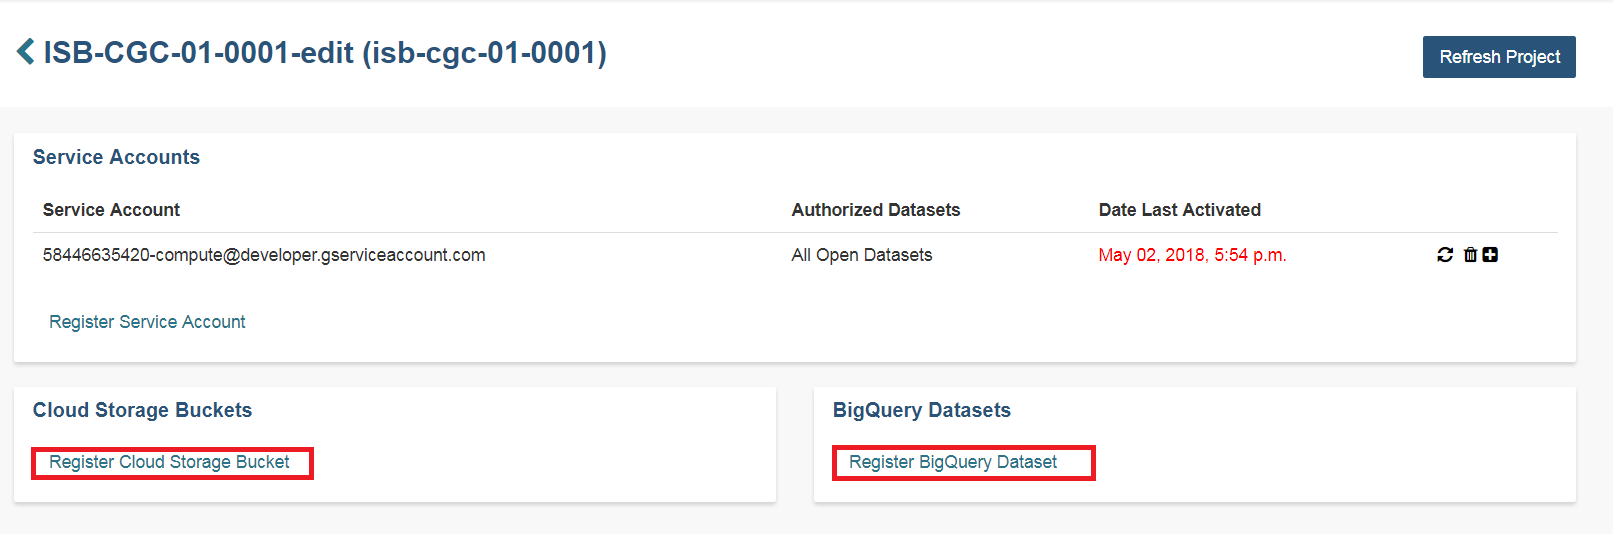 ISB-CGC-01-0001-edit (isb-cgc-01-0001)
Refresh Project
Service Accounts
Service Account Authorized Datasets Date Last Activated
58446635420-compute@developer.gserviceaccount.com All Open Datasets May 02, 2018, 5:54 p.m.
Register Service Account
Cloud Storage Buckets
Register Cloud Storage Bucket
BigQuery Datasets
Register BigQuery Dataset